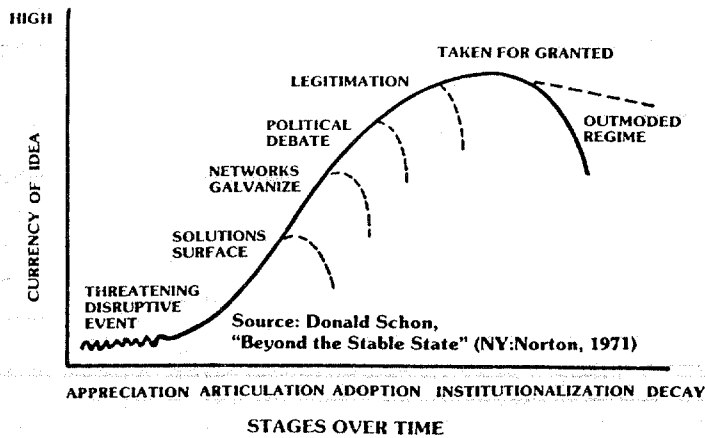 HIGH
TAKEN FOR GRANTED
LEGITIMATION
OUTMODED
REGIME
POLITICAL
DEBATE
NETWORKS
GALVANIZE
SOLUTIONS
SURFACE
THREATENING
DISRUPTIVE
EVENT
CURRENCY OF IDEA
Source: Donald Schon,
"Beyond the Stable State" (NY:Norton, 1971)
APPRECIATION ARTICULATION ADOPTION INSTITUTIONALIZATION DECAY
STAGES OVER TIME